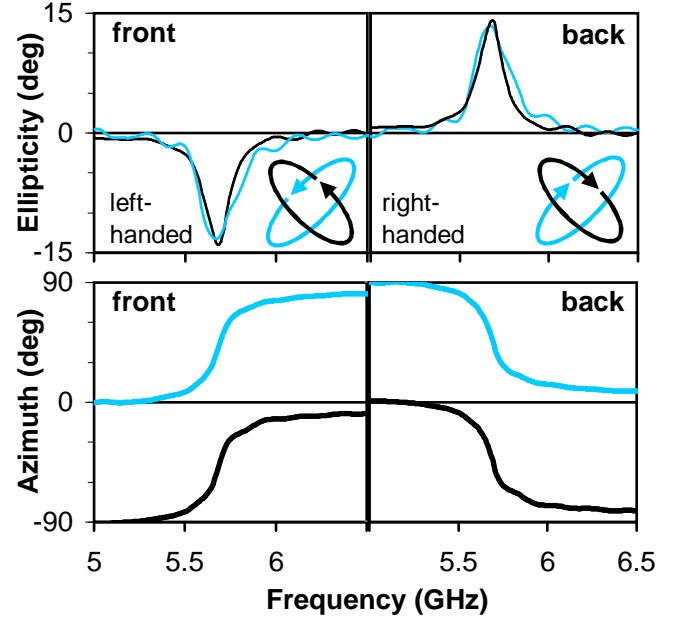 15
front
back
Ellipticity (deg)
0
left-
handed
right-
handed
-15
90
front
back
Azimuth (deg)
0
-90
5
5.5
6
5.5
6
6.5
Frequency (GHz)